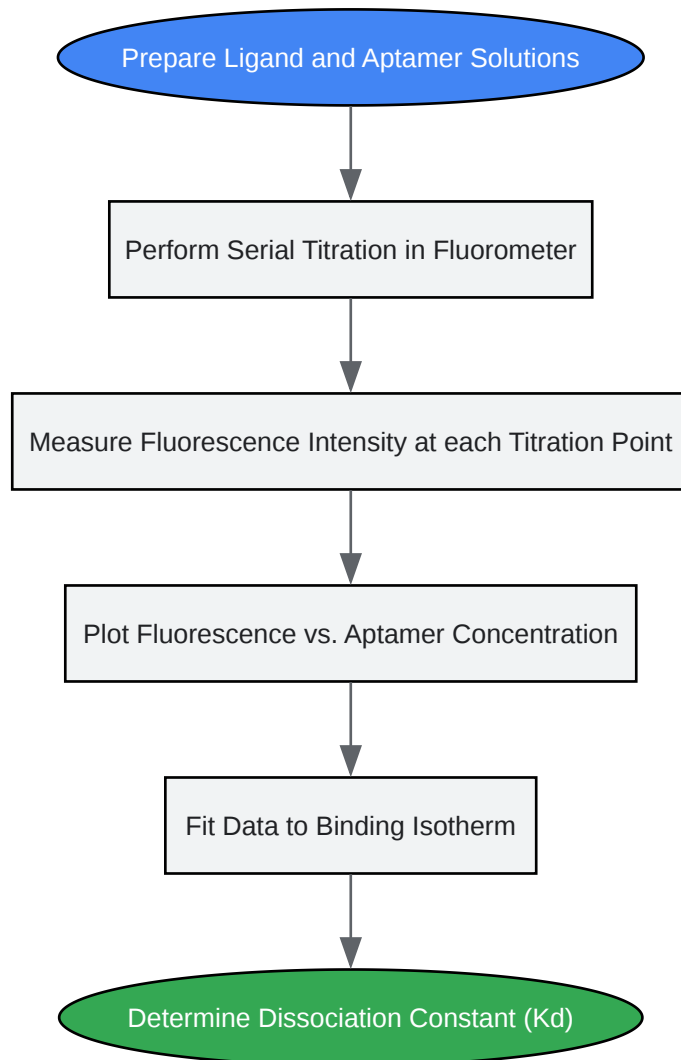 Prepare Ligand and Aptamer Solutions
Perform Serial Titration in Fluorometer
Measure Fluorescence Intensity at each Titration Point
Plot Fluorescence vs. Aptamer Concentration
Fit Data to Binding Isotherm
Determine Dissociation Constant (Kd)